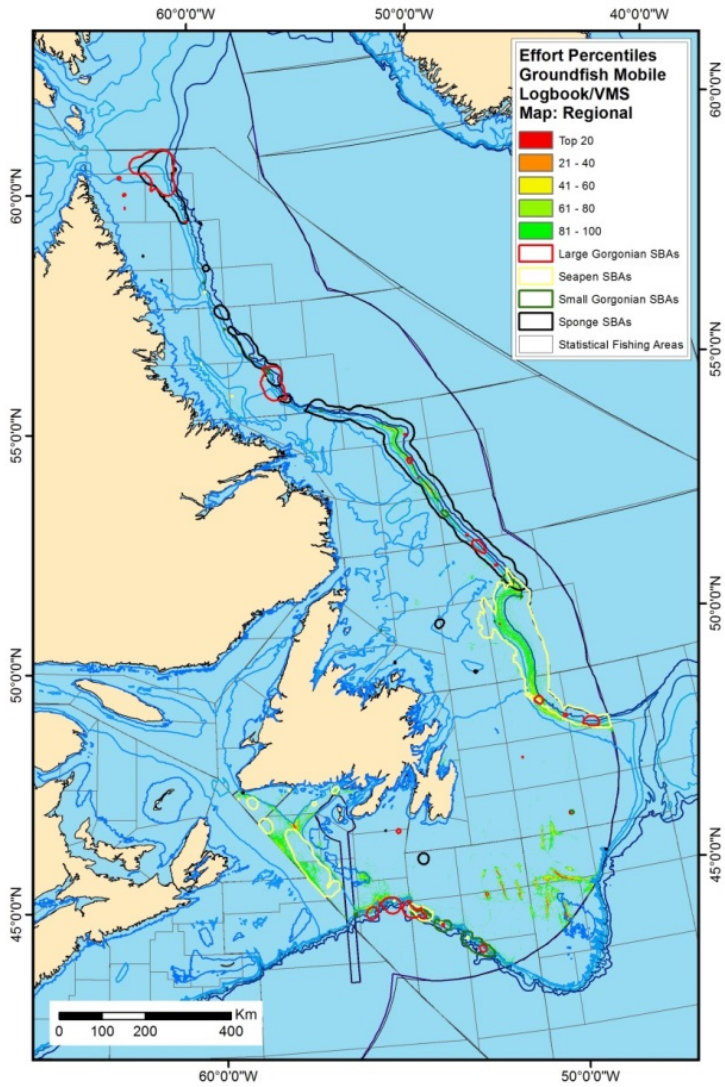 60°0'0"W 50°0'0"W 40°0'0"W
Effort Percentiles
Groundfish Mobile
Logbook/VMS
Map: Regional
Top 20
21 - 40
41 - 60
61 - 80
81 - 100
Large Gorgonian SBAs
Seapen SBAs
Small Gorgonian SBAs
Sponge SBAs
Statistical Fishing Areas
60°0'0"N
55°0'0"N
50°0'0"N
45°0'0"N
60°0'0"N
55°0'0"N
50°0'0"N
45°0'0"N
Km
0 100 200 400
60°0'0"W 50°0'0"W